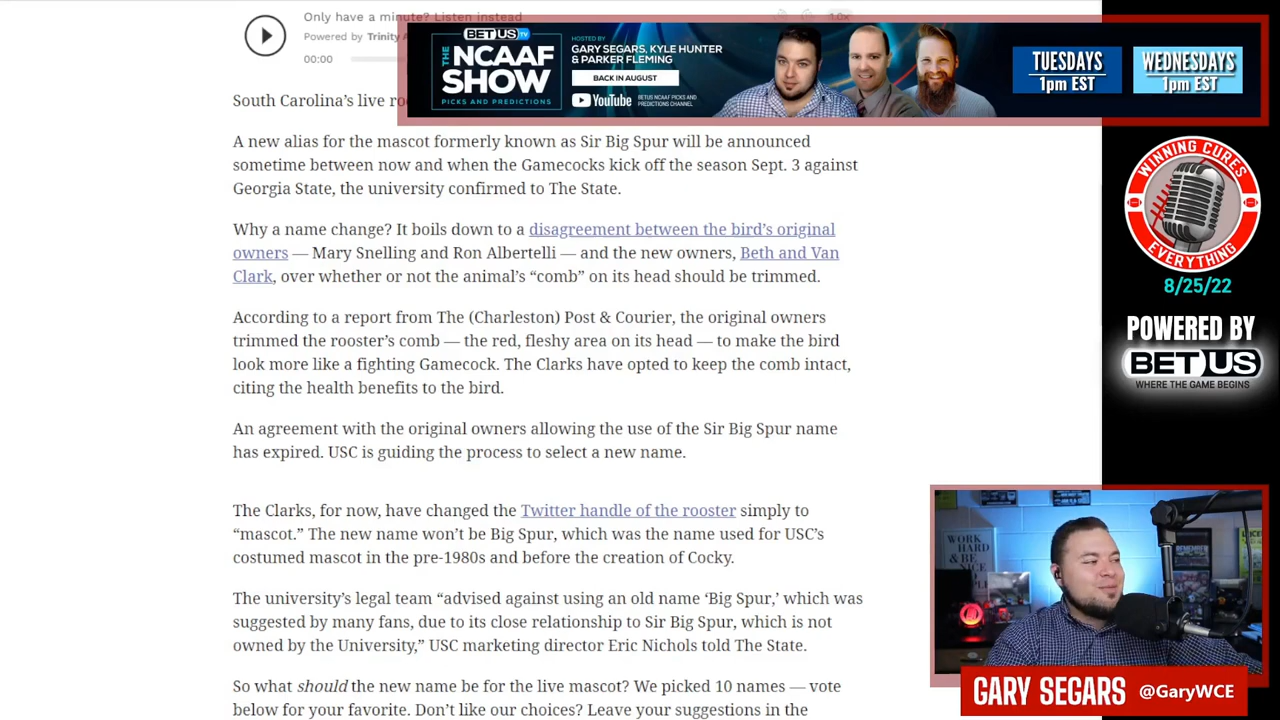 Only have a minute? Listen instead
Powered by Trinity
00:00
1.0x
BETUS TV
THE NCAAF SHOW
PICKS AND PREDICTIONS
HOSTED BY
GARY SEGARS, KYLE HUNTER
& PARKER FLEMING
BACK IN AUGUST
YouTube
BETUS NCAAF PICKS AND
PREDICTIONS CHANNEL
TUESDAYS
1pm EST
WEDNESDAYS
1pm EST
South Carolina’s live
A new alias for the mascot formerly known as Sir Big Spur will be announced
sometime between now and when the Gamecocks kick off the season Sept. 3 against
Georgia State, the university confirmed to The State.
Why a name change? It boils down to a disagreement between the bird’s original
owners — Mary Snelling and Ron Albertelli — and the new owners, Beth and Van
Clark, over whether or not the animal’s “comb” on its head should be trimmed.
According to a report from The (Charleston) Post & Courier, the original owners
trimmed the rooster’s comb — the red, fleshy area on its head — to make the bird
look more like a fighting Gamecock. The Clarks have opted to keep the comb intact,
citing the health benefits to the bird.
An agreement with the original owners allowing the use of the Sir Big Spur name
has expired. USC is guiding the process to select a new name.
The Clarks, for now, have changed the Twitter handle of the rooster simply to
“mascot.” The new name won’t be Big Spur, which was the name used for USC’s
costumed mascot in the pre-1980s and before the creation of Cocky.
The university’s legal team “advised against using an old name ‘Big Spur,’ which was
suggested by many fans, due to its close relationship to Sir Big Spur, which is not
owned by the University,” USC marketing director Eric Nichols told The State.
So what should the new name be for the live mascot? We picked 10 names — vote
below for your favorite. Don’t like our choices? Leave your suggestions in the
WINNING CURES
EVERYTHING
8/25/22
POWERED BY
BETUS
WHERE THE GAME BEGINS
WORK
HARD &
BE NICE
GARY SEGARS @GaryWCE